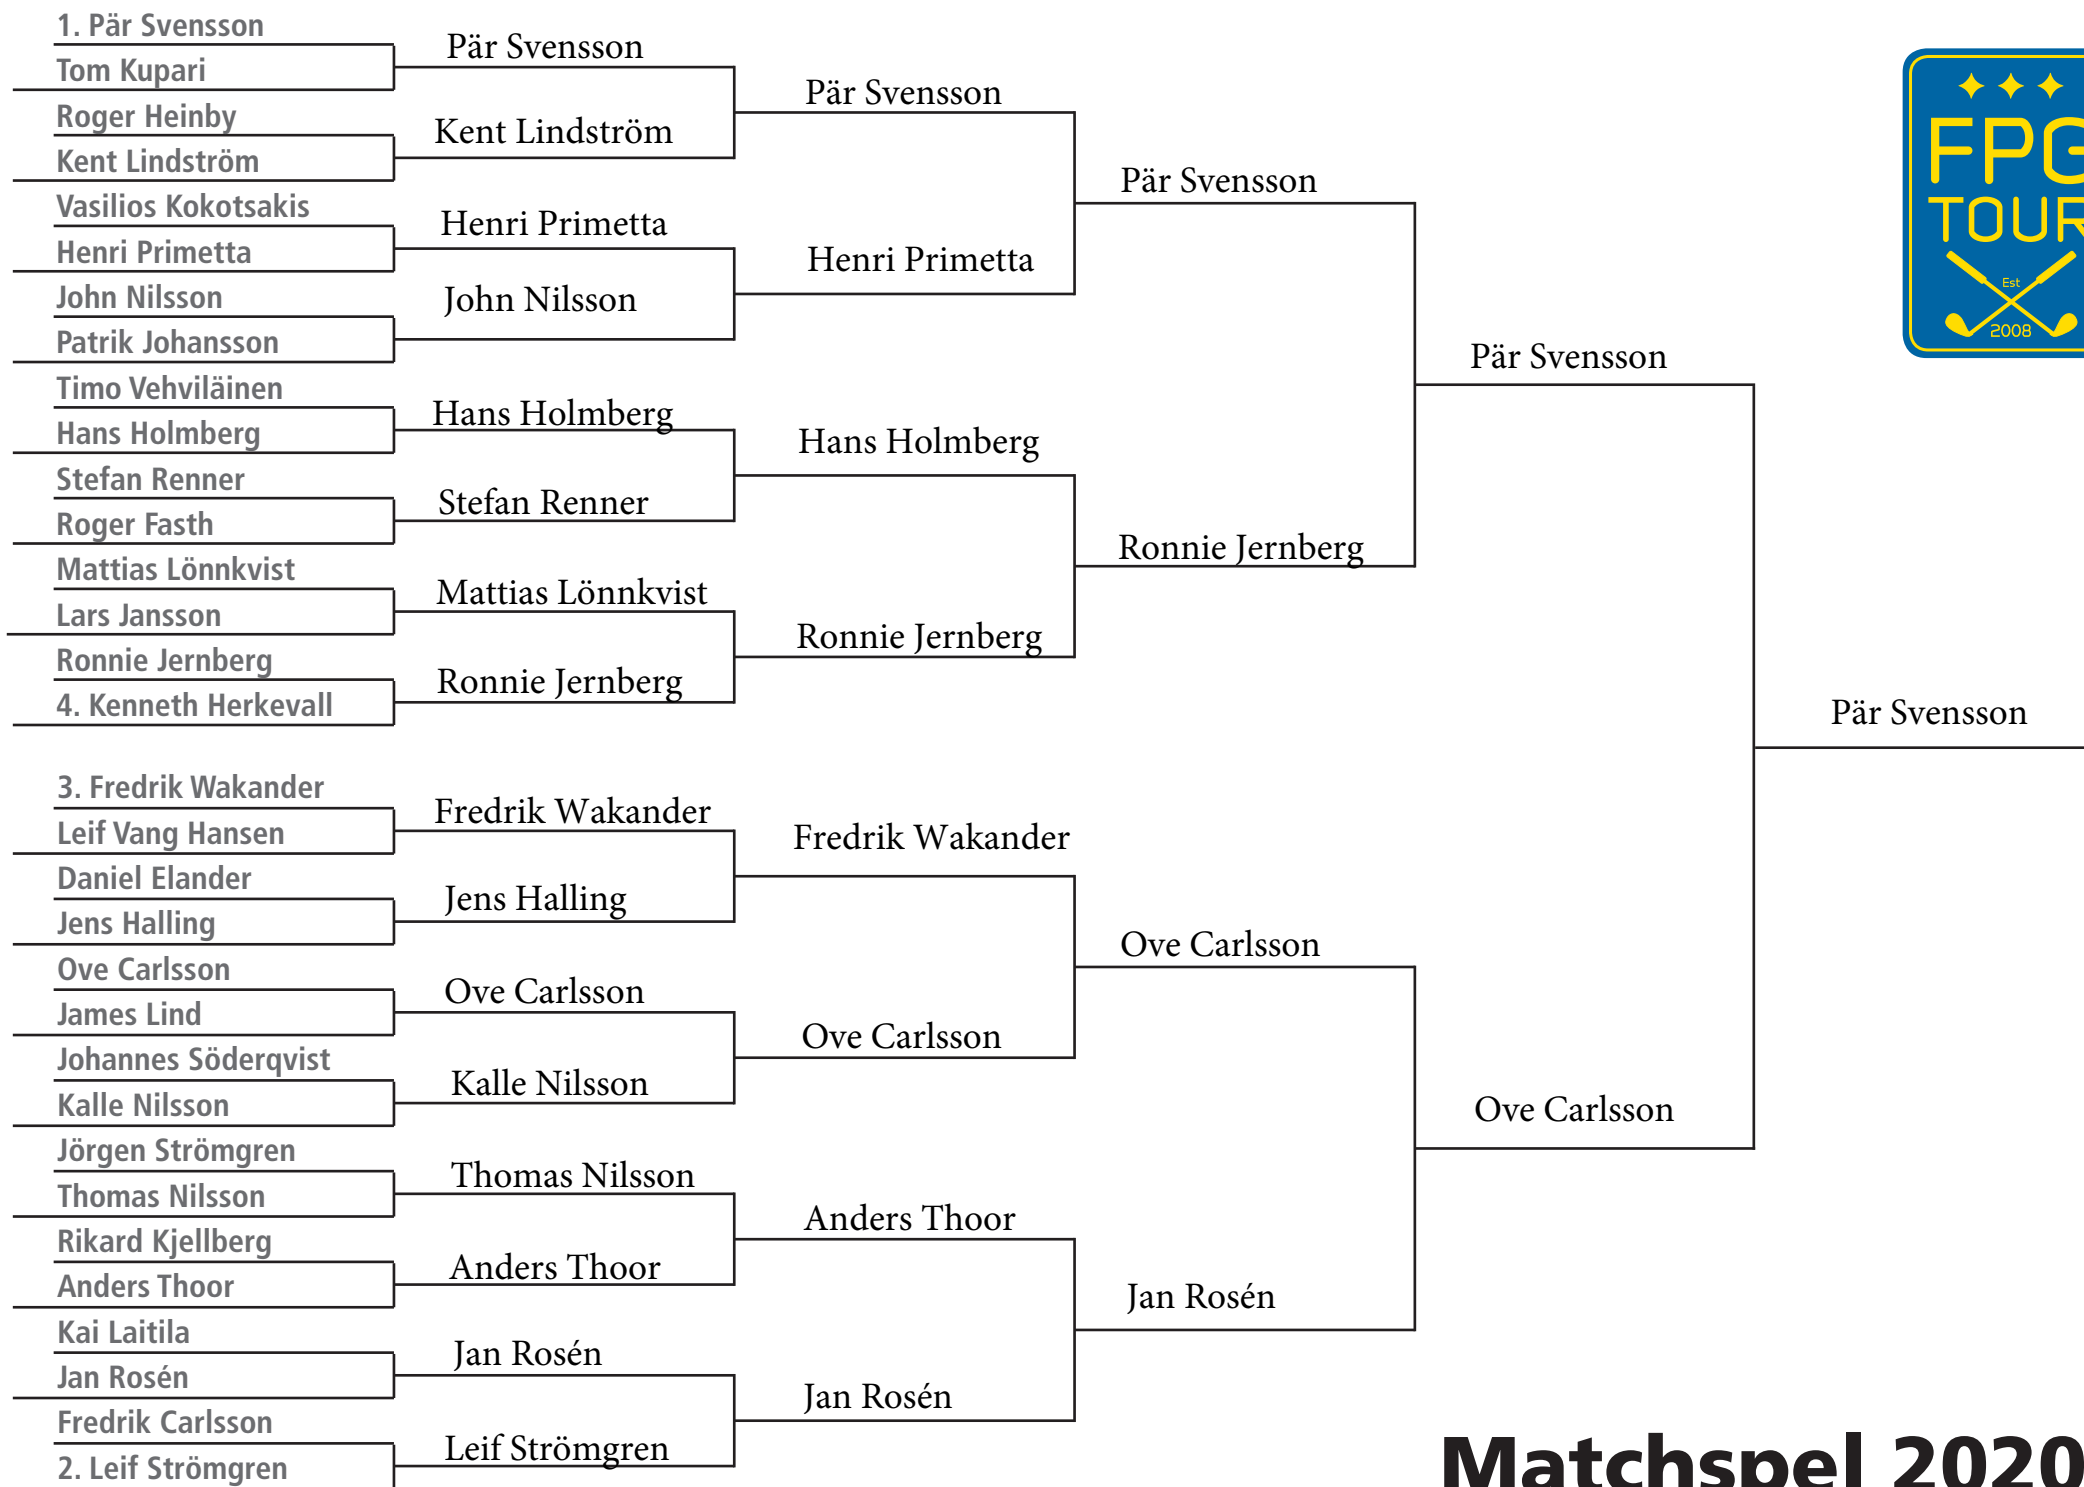 1. Pär Svensson
Tom Kupari
Roger Heinby
Kent Lindström
Vasilios Kokotsakis
Henri Primetta
John Nilsson
Patrik Johansson
Timo Vehviläinen
Hans Holmberg
Stefan Renner
Roger Fasth
Mattias Lönnkvist
Lars Jansson
Ronnie Jernberg
4. Kenneth Herkevall
3. Fredrik Wakander
Leif Vang Hansen
Daniel Elander
Jens Halling
Ove Carlsson
James Lind
Johannes Söderqvist
Kalle Nilsson
Jörgen Strömgren
Thomas Nilsson
Rikard Kjellberg
Anders Thoor
Kai Laitila
Jan Rosén
Fredrik Carlsson
2. Leif Strömgren
Pär Svensson
Kent Lindström
Henri Primetta
John Nilsson
Hans Holmberg
Stefan Renner
Mattias Lönnkvist
Ronnie Jernberg
Fredrik Wakander
Jens Halling
Ove Carlsson
Kalle Nilsson
Thomas Nilsson
Anders Thoor
Jan Rosén
Leif Strömgren
Pär Svensson
Henri Primetta
Hans Holmberg
Ronnie Jernberg
Fredrik Wakander
Ove Carlsson
Anders Thoor
Jan Rosén
Pär Svensson
Ronnie Jernberg
Ove Carlsson
Jan Rosén
Pär Svensson
Ove Carlsson
Pär Svensson
FPG
TOUR
Est
2008
Matchspel 2020